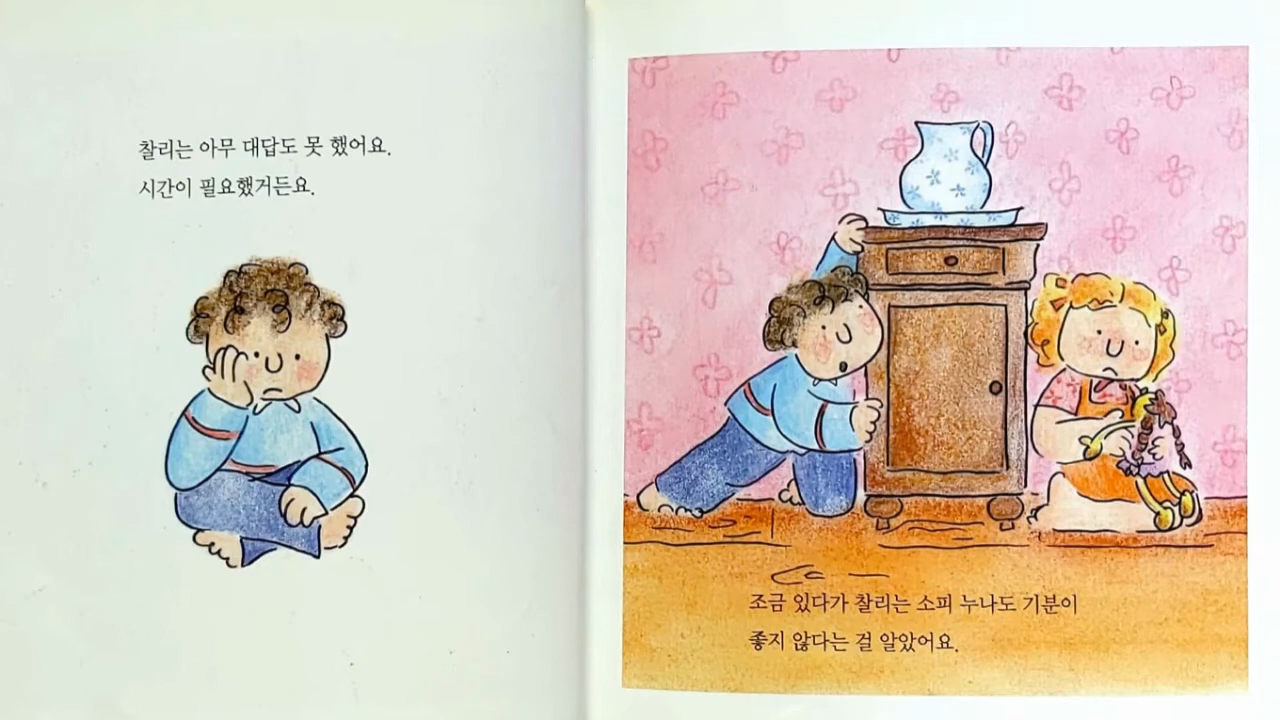 찰리는 아무 대답도 못 했어요.
시간이 필요했거든요.
조금 있다가 찰리는 소피 누나도 기분이
좋지 않다는 걸 알았어요.